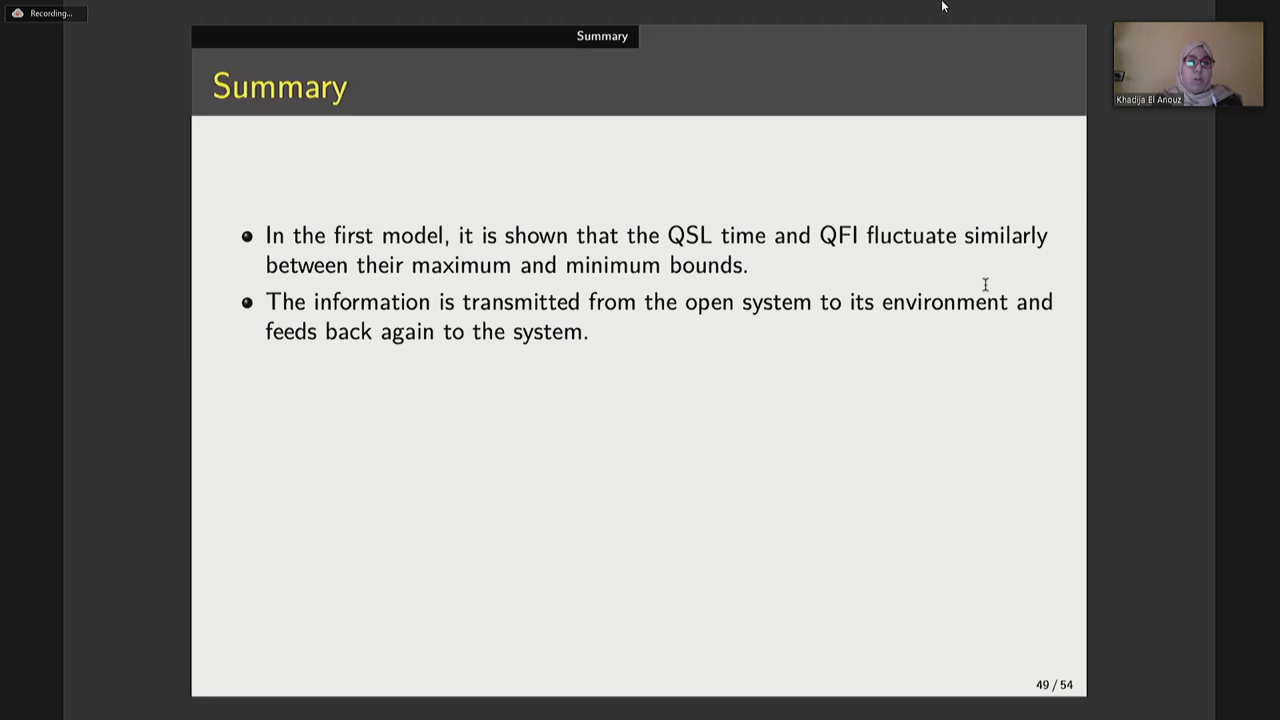 Recording...
Summary
Summary
Khadija El Anouz
In the first model, it is shown that the QSL time and QFI fluctuate similarly
between their maximum and minimum bounds.
The information is transmitted from the open system to its environment and
feeds back again to the system.
49 / 54